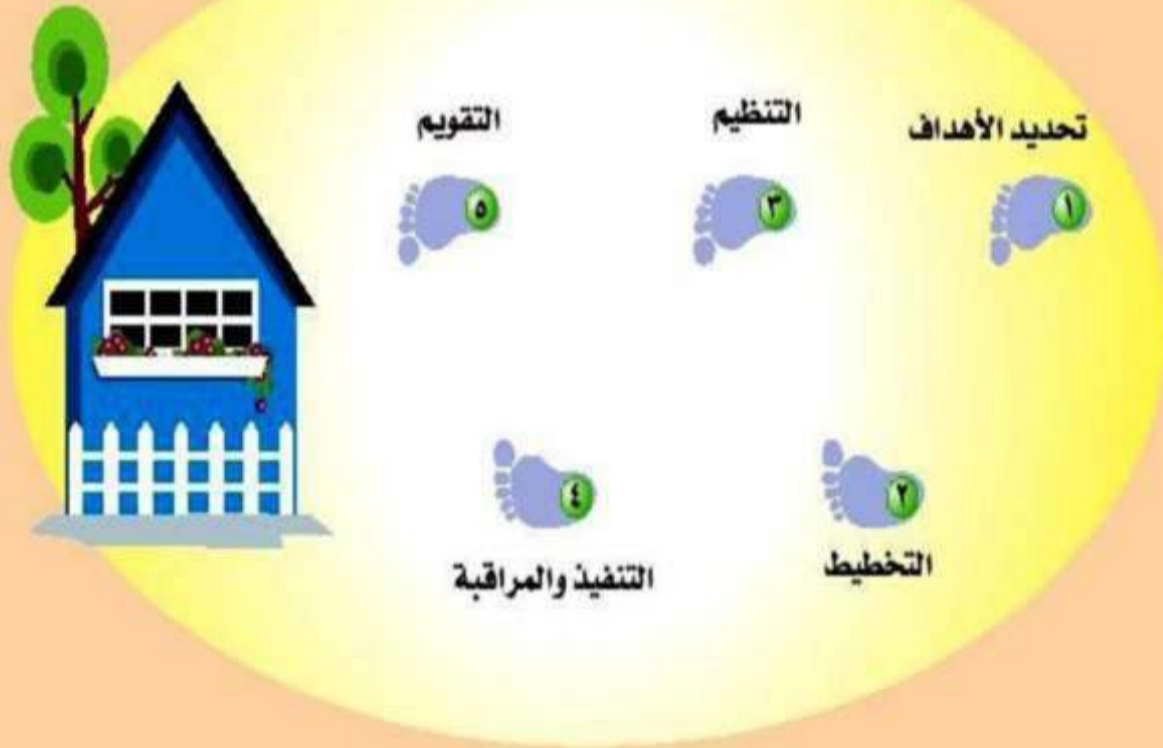 تحديد الأهداف
١
التخطيط
٢
التنظيم
٣
التنفيذ والمراقبة
٤
التقويم
٥